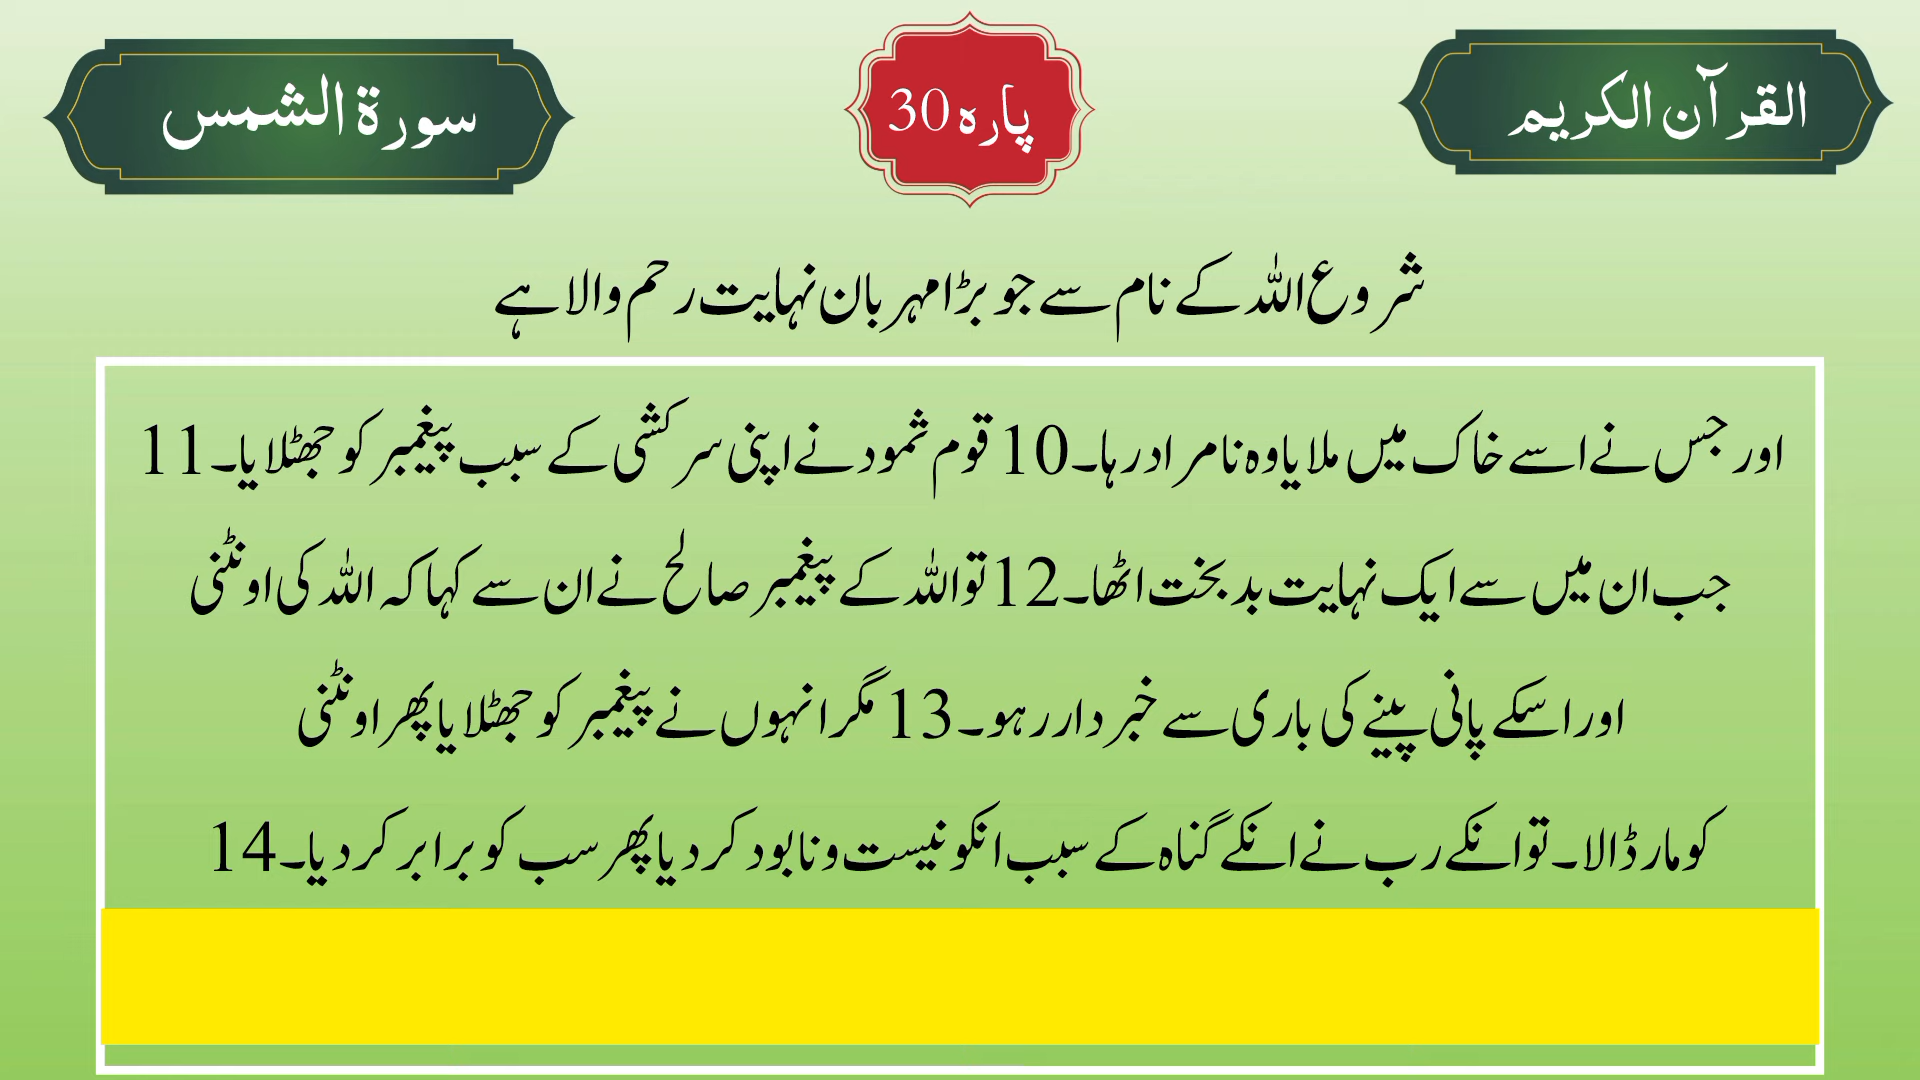 القرآن الكريم
پارہ 30
سورة الشمس
شروع اللہ کے نام سے جو بڑا مہربان نہایت رحم والا ہے
اور جس نے اسے خاک میں ملایا وہ نامراد رہا۔10 قوم ثمود نے اپنی سرکشی کے سبب پیغمبر کو جھٹلایا۔11
جب ان میں سے ایک نہایت بدبخت اٹھا۔12 تو اللہ کے پیغمبر صالح نے ان سے کہا کہ اللہ کی اونٹنی
اور اسکے پانی پینے کی باری سے خبردار رہو۔13 مگر انہوں نے پیغمبر کو جھٹلایا پھر اونٹنی
کو مار ڈالا۔ تو انکے رب نے انکے گناہ کے سبب انکو نیست و نابود کر دیا پھر سب کو برابر کر دیا۔14